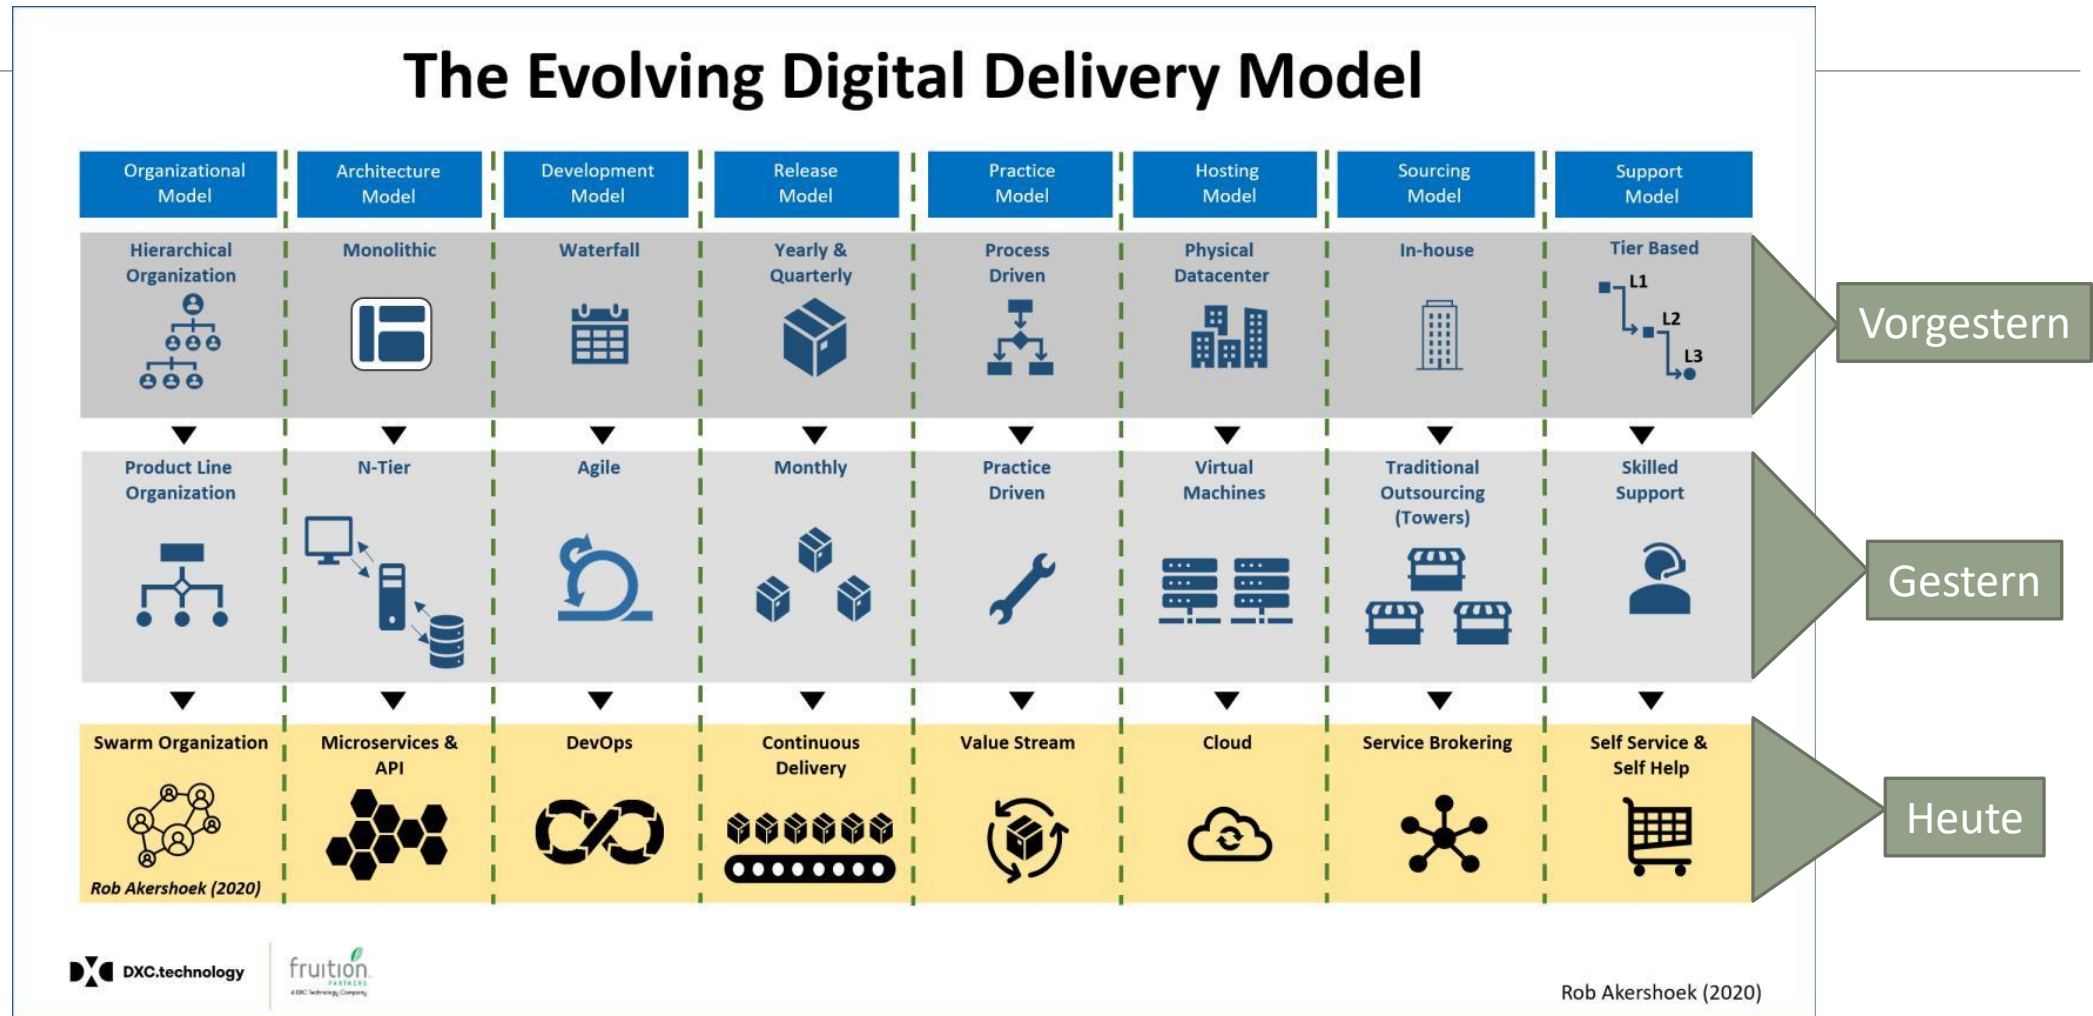 The Evolving Digital Delivery Model
Organizational
Model
Architecture
Model
Development
Model
Release
Model
Practice
Model
Hosting
Model
Sourcing
Model
Support
Model
Hierarchical
Organization
Monolithic
Waterfall
Yearly &
Quarterly
Process
Driven
Physical
Datacenter
In-house
Tier Based
L1
L2
L3
Vorgestern
Product Line
Organization
N-Tier
Agile
Monthly
Practice
Driven
Virtual
Machines
Traditional
Outsourcing
(Towers)
Skilled
Support
Gestern
Swarm Organization
Rob Akershoek (2020)
Microservices &
API
DevOps
Continuous
Delivery
Value Stream
Cloud
Service Brokering
Self Service &
Self Help
Heute
DXC.technology
fruition
PARTNERS
A DXC Technology Company
Rob Akershoek (2020)